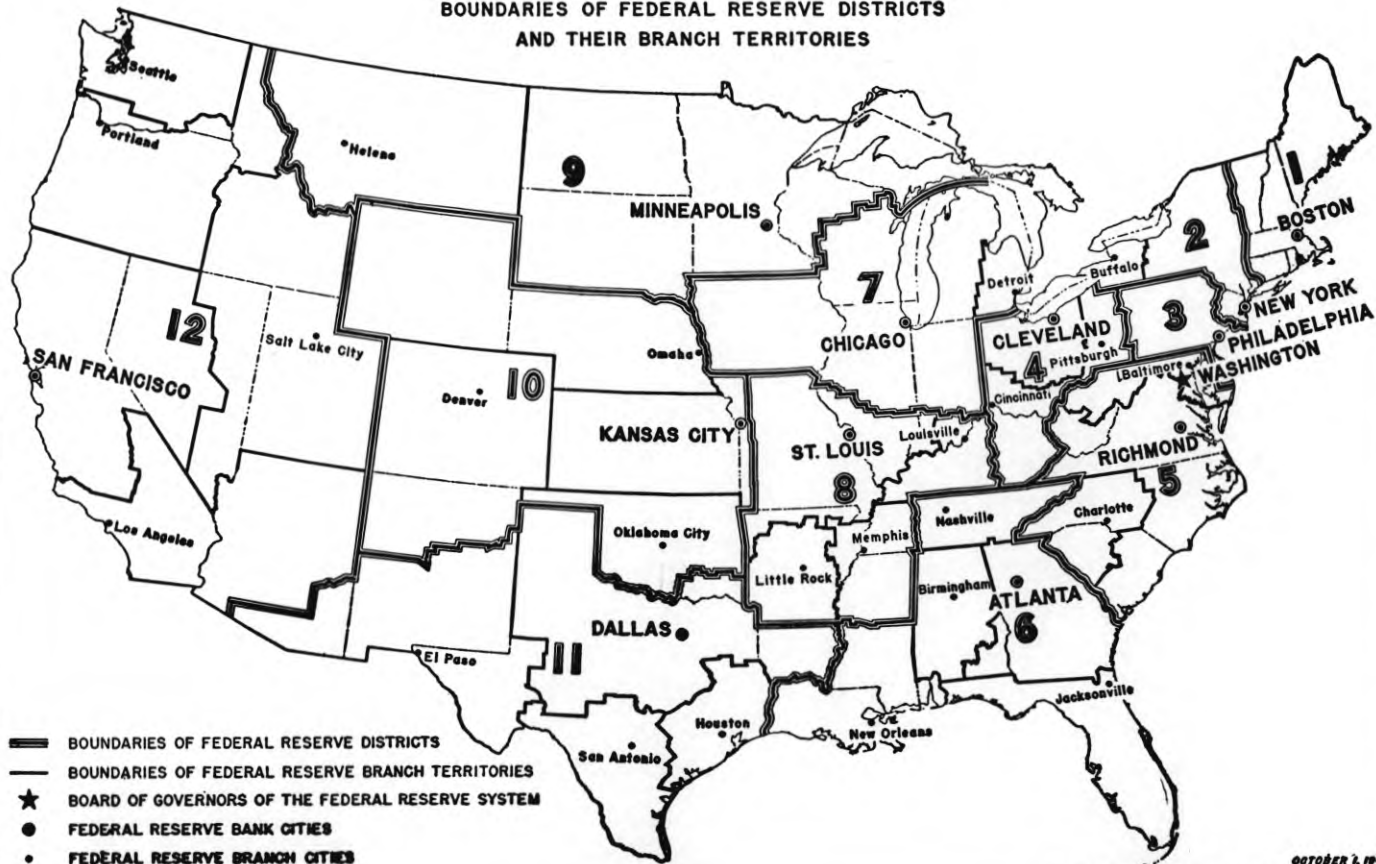 BOUNDARIES OF FEDERAL RESERVE DISTRICTS
AND THEIR BRANCH TERRITORIES
Seattle
Portland
Helena
9
MINNEAPOLIS
1
BOSTON
2
Buffalo
Detroit
7
CHICAGO
CLEVELAND
4
Pittsburgh
3
NEW YORK
PHILADELPHIA
WASHINGTON
Baltimore
Cincinnati
12
SAN FRANCISCO
Salt Lake City
Omaha
Denver
10
KANSAS CITY
ST. LOUIS
Louisville
8
RICHMOND
5
Los Angeles
Oklahoma City
Little Rock
Memphis
Nashville
Charlotte
Birmingham
ATLANTA
6
DALLAS
11
El Paso
Houston
San Antonio
New Orleans
Jacksonville
BOUNDARIES OF FEDERAL RESERVE DISTRICTS
BOUNDARIES OF FEDERAL RESERVE BRANCH TERRITORIES
BOARD OF GOVERNORS OF THE FEDERAL RESERVE SYSTEM
FEDERAL RESERVE BANK CITIES
FEDERAL RESERVE BRANCH CITIES
OCTOBER 1, 19